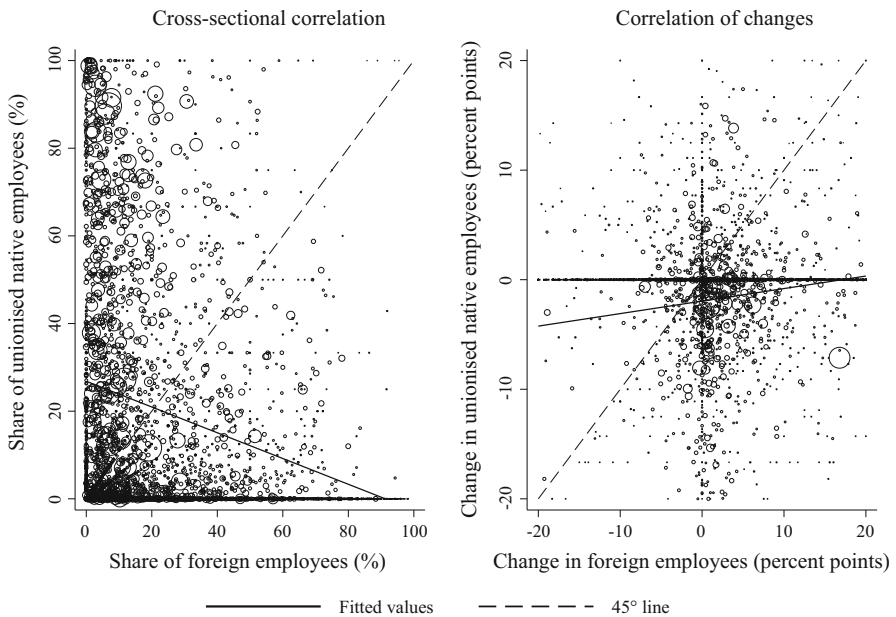 Cross-sectional correlation
Share of unionised native employees (%)
100
80
60
40
20
0
0 20 40 60 80 100
Share of foreign employees (%)
Correlation of changes
Change in unionised native employees (percent points)
20
10
0
-10
-20
-20 -10 0 10 20
Change in foreign employees (percent points)
Fitted values 45° line